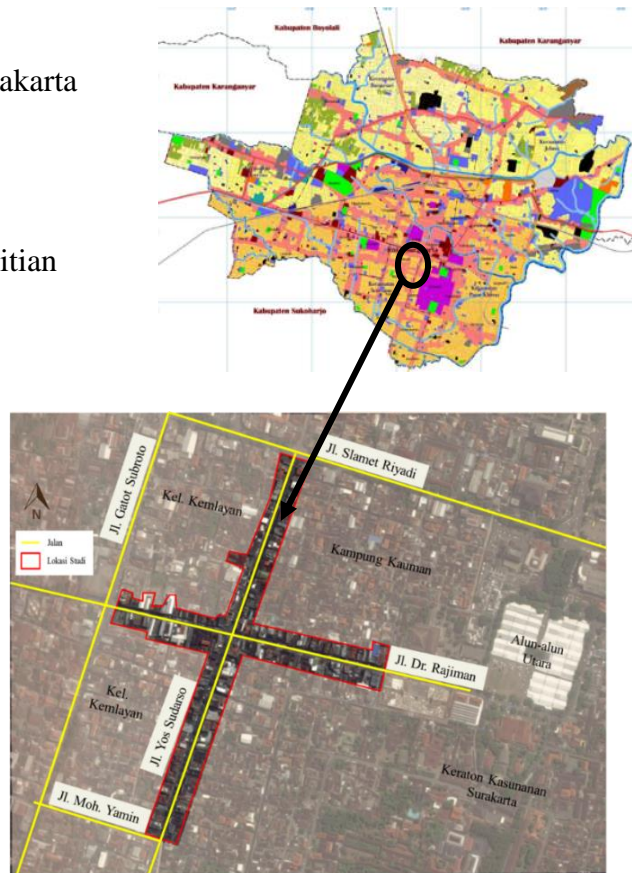 Kabupaten Boyolali
Kabupaten Karanganyar
akarta
Kabupaten Karanganyar
itian
Kabupaten Sukoharjo
Jl. Slamet Riyadi
Jl. Gatot Subroto
Kel. Kemlayan
N
Jalan
Lokasi Studi
Kampung Kauman
Alun-alun
Utara
Jl. Dr. Rajiman
Kel.
Kemlayan
Jl. Yos Sudarso
Keraton Kasunanan
Surakarta
Jl. Moh. Yamin